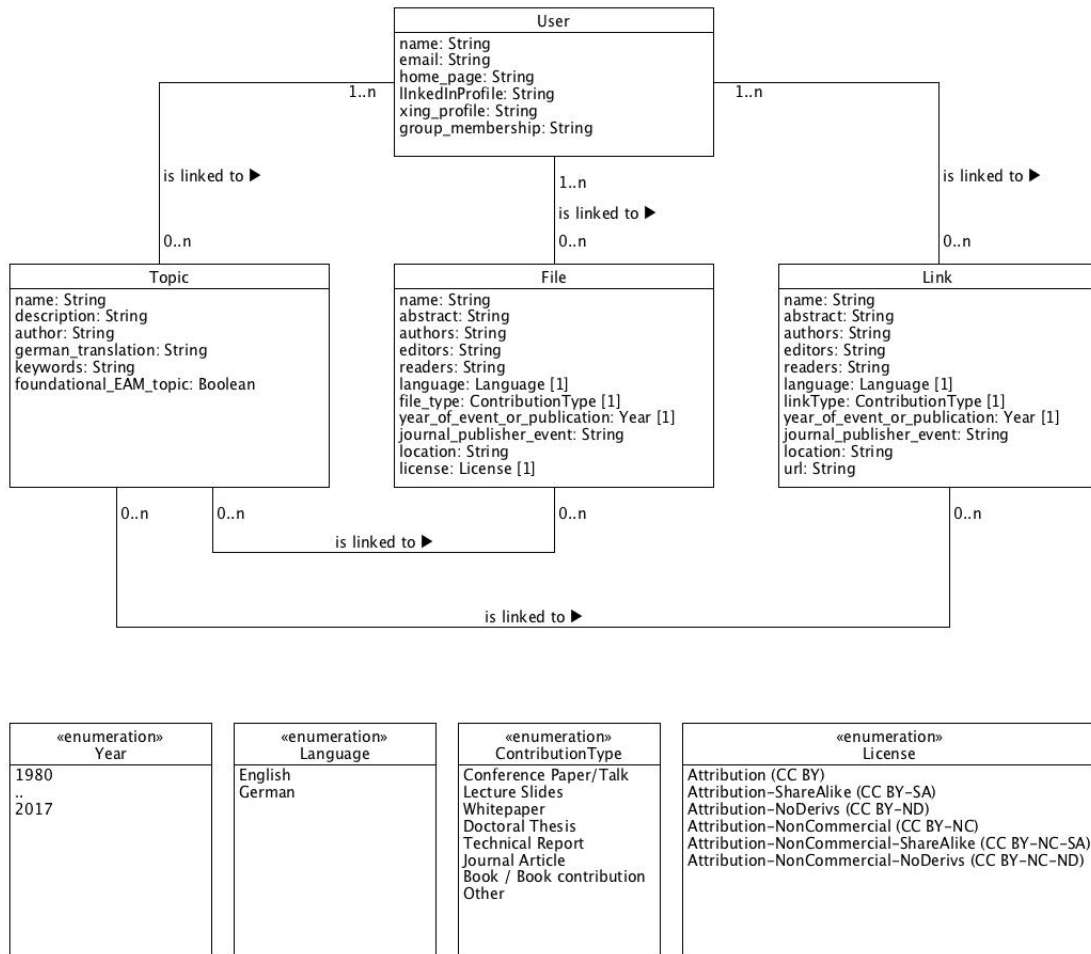 User
name: String
email: String
home_page: String
lInkedInProfile: String
xing_profile: String
group_membership: String
1..n
1..n
is linked to ▶
1..n
is linked to ▶
is linked to ▶
0..n
0..n
0..n
Topic
name: String
description: String
author: String
german_translation: String
keywords: String
foundational_EAM_topic: Boolean
File
name: String
abstract: String
authors: String
editors: String
readers: String
language: Language [1]
file_type: ContributionType [1]
year_of_event_or_publication: Year [1]
journal_publisher_event: String
location: String
license: License [1]
Link
name: String
abstract: String
authors: String
editors: String
readers: String
language: Language [1]
linkType: ContributionType [1]
year_of_event_or_publication: Year [1]
journal_publisher_event: String
location: String
url: String
0..n
0..n
0..n
0..n
is linked to ▶
is linked to ▶
«enumeration»
Year
1980
..
2017
«enumeration»
Language
English
German
«enumeration»
ContributionType
Conference Paper/Talk
Lecture Slides
Whitepaper
Doctoral Thesis
Technical Report
Journal Article
Book / Book contribution
Other
«enumeration»
License
Attribution (CC BY)
Attribution-ShareAlike (CC BY-SA)
Attribution-NoDerivs (CC BY-ND)
Attribution-NonCommercial (CC BY-NC)
Attribution-NonCommercial-ShareAlike (CC BY-NC-SA)
Attribution-NonCommercial-NoDerivs (CC BY-NC-ND)